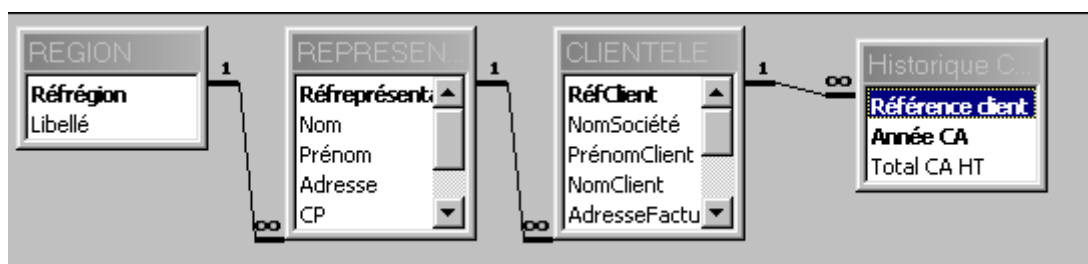 REGION
Réfrégion
Libellé
1
∞
REPRESEN...
Réfreprésenta
Nom
Prénom
Adresse
CP
1
∞
CLIENTELE
RéfClient
NomSociété
PrénomClient
NomClient
AdresseFactu
1
∞
Historique C...
Référence client
Année CA
Total CA HT